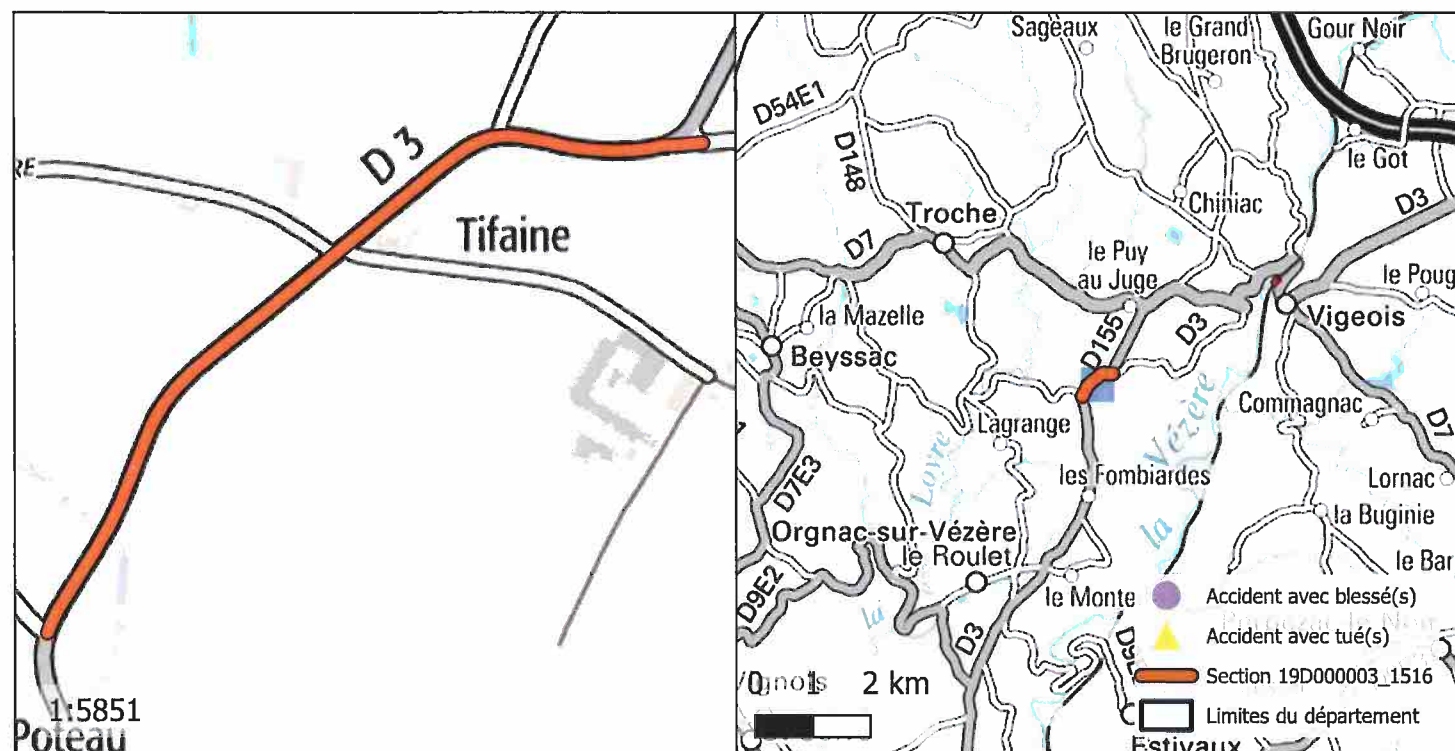 D 3
RE
Tifaine
1:5851
Poteau
Sageaux
le Grand
Brugeron
Gour Noir
D54E1
D148
le Got
Chiniac
D3
Troche
D7
le Puy
au Juge
le Poug
la Mazelle
D155
D3
Vigeois
Beyssac
Commagnac
Lagrange
D7
Vézère
la
Loyre
les Fombiardes
Lornac
D7E3
la Buginie
Orgnac-sur-Vézère
le Roulet
le Bar
D9E2
la
le Monte
Accident avec blessé(s)
D3
Accident avec tué(s)
Section 19D000003_1516
0 1 2 km
Limites du département
Estivaux